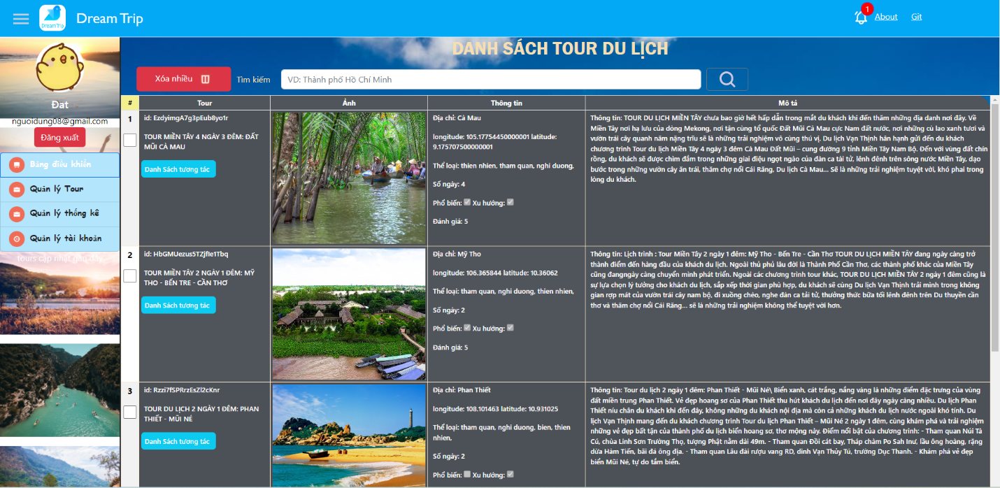 DreamTrip
Dream Trip
1
About
Git
Đat
nguoidung08@gmail.com
Đăng xuất
Bảng điều khiển
Quản lý Tour
Quản lý thống kê
Quản lý tài khoản
tours cập nhật gần đây
DANH SÁCH TOUR DU LỊCH
Xóa nhiều
Tìm kiếm
VD: Thành phố Hồ Chí Minh
#
Tour
Ảnh
Thông tin
Mô tả
1
id: EzdyimgA7g3pEub8yo1r
TOUR MIỀN TÂY 4 NGÀY 3 ĐÊM: ĐẤT
MŨI CÀ MAU
Danh Sách tương tác
Địa chỉ: Cà Mau
longitude: 105.17754450000001 latitude:
9.175707500000001
Thể loại: thien nhien, tham quan, nghi duong,
Số ngày: 4
Phổ biến: Xu hướng:
Đánh giá: 5
Thông tin: TOUR DU LỊCH MIỀN TÂY chưa bao giờ hết hấp dẫn trong mắt du khách khi đến thăm những địa danh nơi đây. Về
Miền Tây nơi hạ lưu của dòng Mekong, nơi tận cùng tổ quốc Đất Mũi Cà Mau cực Nam đất nước, nơi những cù lao xanh tươi và
vườn trái cây quanh năm nặng trĩu sẽ là những trải nghiệm vô cùng thú vị. Du lịch Vạn Thịnh hân hạnh gửi đến du khách
chương trình Tour du lịch Miền Tây 4 ngày 3 đêm Cà Mau Đất Mũi – cung đường 9 tỉnh Miền Tây Nam Bộ. Đến với vùng đất chín
rồng, du khách sẽ được chìm đắm trong những giai điệu ngọt ngào của đàn ca tài tử, lênh đênh trên sông nước Miền Tây, dạo
bước trong những vườn cây ăn trái, thăm chợ nổi Cái Răng, Du lịch Cà Mau... Sẽ là những trải nghiệm tuyệt vời, khó phai trong
lòng du khách.
2
id: HbGMUezus5TZjfIe1Tbq
TOUR MIỀN TÂY 2 NGÀY 1 ĐÊM: MỸ
THO - BẾN TRE - CẦN THƠ
Danh Sách tương tác
Địa chỉ: Mỹ Tho
longitude: 106.365844 latitude: 10.36062
Thể loại: tham quan, nghi duong, thien nhien,
Số ngày: 2
Phổ biến: Xu hướng:
Đánh giá: 5
Thông tin: Lịch trình : Tour Miền Tây 2 ngày 1 đêm: Mỹ Tho - Bến Tre - Cần Thơ TOUR DU LỊCH MIỀN TÂY đang ngày càng trở
thành điểm đến hàng đầu của khách du lịch. Ngoài thủ phủ lâu đời là Thành Phố Cần Thơ, các thành phố khác của Miền Tây
cũng đangngày càng chuyển minh phát triển. Ngoài các chương trình tour khác, TOUR DU LỊCH MIỀN TÂY 2 ngày 1 đêm cũng là
sự lựa chọn lý tưởng cho khách du lịch, sắp xếp thời gian phù hợp, du khách sẽ cùng Du lịch Vạn Thịnh trải mình trong không
gian rợp mát của vườn trái cây nam bộ, đi xuồng chèo, nghe đàn ca tài tử, thưởng thức bữa tối lênh đênh trên Du thuyền cần
thơ và thăm chợ nổi Cái Răng... sẽ là những trải nghiệm không thể tuyệt vời hơn.
3
id: Rzzi7fSPRrzEsZl2cKnr
TOUR DU LỊCH 2 NGÀY 1 ĐÊM: PHAN
THIẾT - MŨI NÉ
Danh Sách tương tác
Địa chỉ: Phan Thiết
longitude: 108.101463 latitude: 10.931025
Thể loại: tham quan, nghi duong, bien, thien
nhien,
Số ngày: 2
Phổ biến: Xu hướng:
Thông tin: Tour du lịch 2 ngày 1 đêm: Phan Thiết - Mũi Né\ Biển xanh, cát trắng, nắng vàng là những điểm đặc trưng của vùng
đất miền trung Phan Thiết. Vẻ đẹp hoang sơ của Phan Thiết thu hút khách du lịch đến nơi đây ngày càng nhiều. Du lịch Phan
Thiết níu chân du khách khi đến đây, không những du khách nội địa mà còn cả những khách du lịch nước ngoài khó tính. Du
lịch Vạn Thịnh mang đến du khách chương trình Tour du lịch Phan Thiết – Mũi Né 2 ngày 1 đêm, cùng khám phá và trải nghiệm
những vẻ đẹp bất tận của thành phố du lịch biển hoang sơ, thơ mộng này. Điểm nổi bật của chương trình: - Tham quan Núi Tà
Cú, chùa Linh Sơn Trường Thọ, tượng Phật nằm dài 49m. - Tham quan Đồi cát bay, Tháp chàm Po Sah Inư, lầu ông hoàng, rặng
dừa Hàm Tiến, bãi đá ông địa. - Tham quan Lâu đài rượu vang RD, dinh Vạn Thủy Tú, trường Dục Thanh. - Khám phá vẻ đẹp
biển Mũi Né, tự do tắm biển.